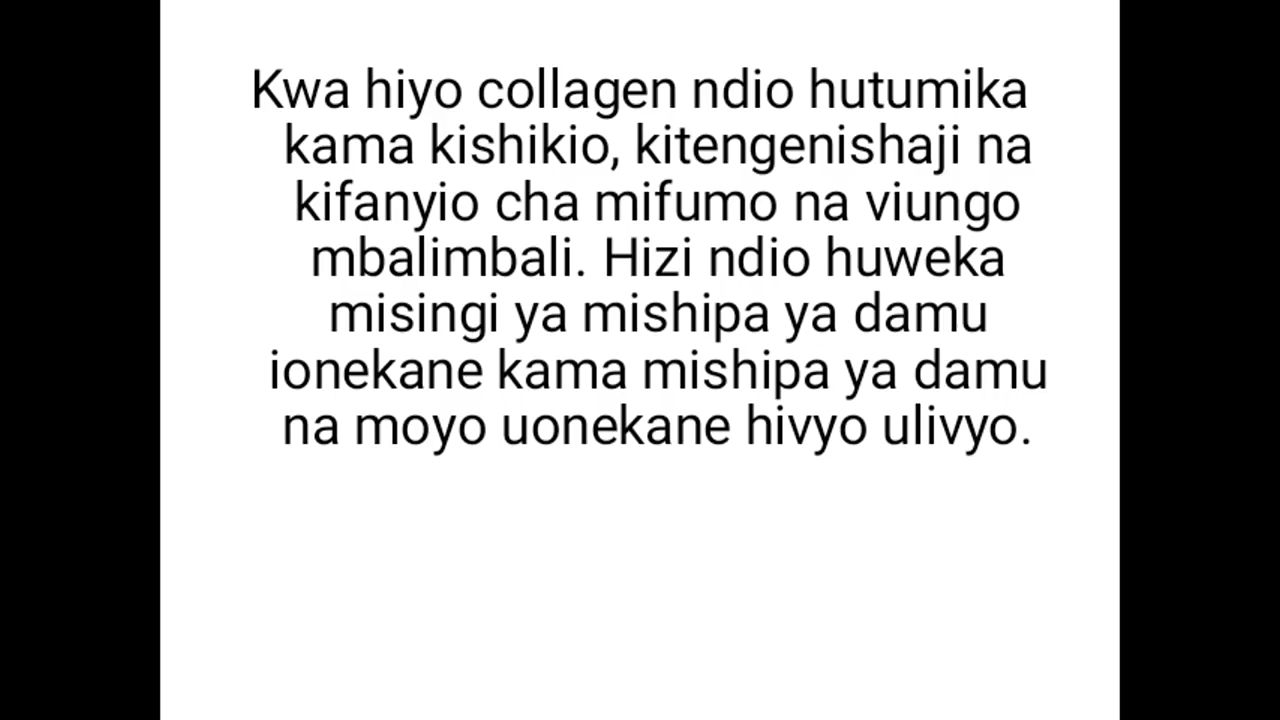 Kwa hiyo collagen ndio hutumika
kama kishikio, kitengenishaji na
kifanyio cha mifumo na viungo
mbalimbali. Hizi ndio huweka
misingi ya mishipa ya damu
ionekane kama mishipa ya damu
na moyo uonekane hivyo ulivyo.